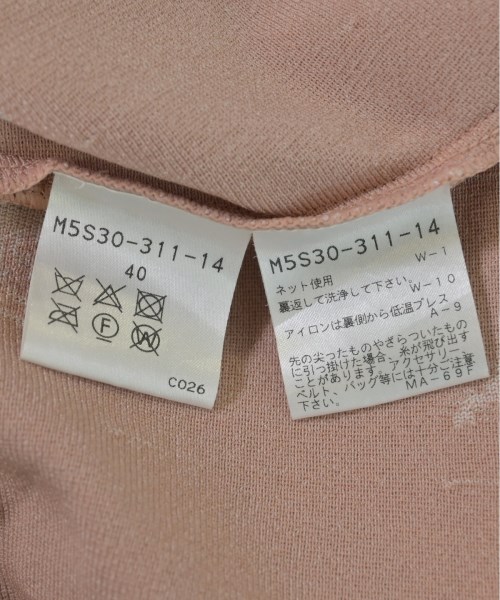 M5S30-311-14
40
F
W
C026
M5S30-311-14
W-1
ネット使用
裏返して洗浄して下さい。
W-10
アイロンは裏側から低温プレス
A-9
先の尖ったものやざらついたもの
に引っ掛けた場合、糸が飛び出す
ことがあります。アクセサリー
ベルト、バッグ等には十分ご注意
下さい。
MA-69F